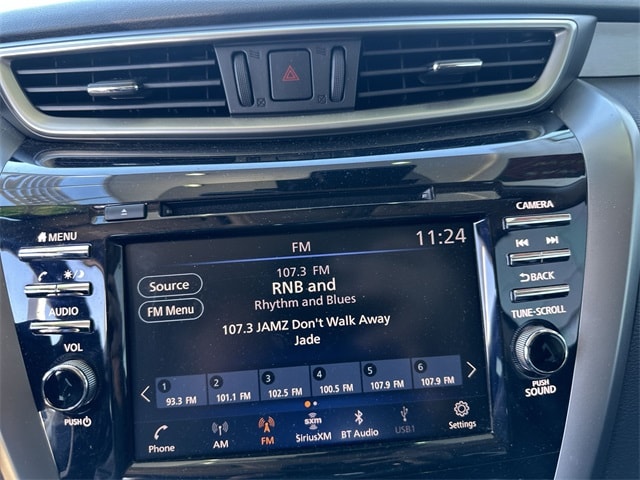 CAMERA
MENU
FM
11:24
BACK
107.3 FM
RNB and
Rhythm and Blues
Source
FM Menu
107.3 JAMZ Don't Walk Away
Jade
AUDIO
TUNE·SCROLL
VOL
1 2 3 4 5 6
93.3 FM 101.1 FM 102.5 FM 100.5 FM 107.9 FM 107.9 FM
PUSH
PUSH
SOUND
Phone AM FM SiriusXM BT Audio USB1 Settings
sxm